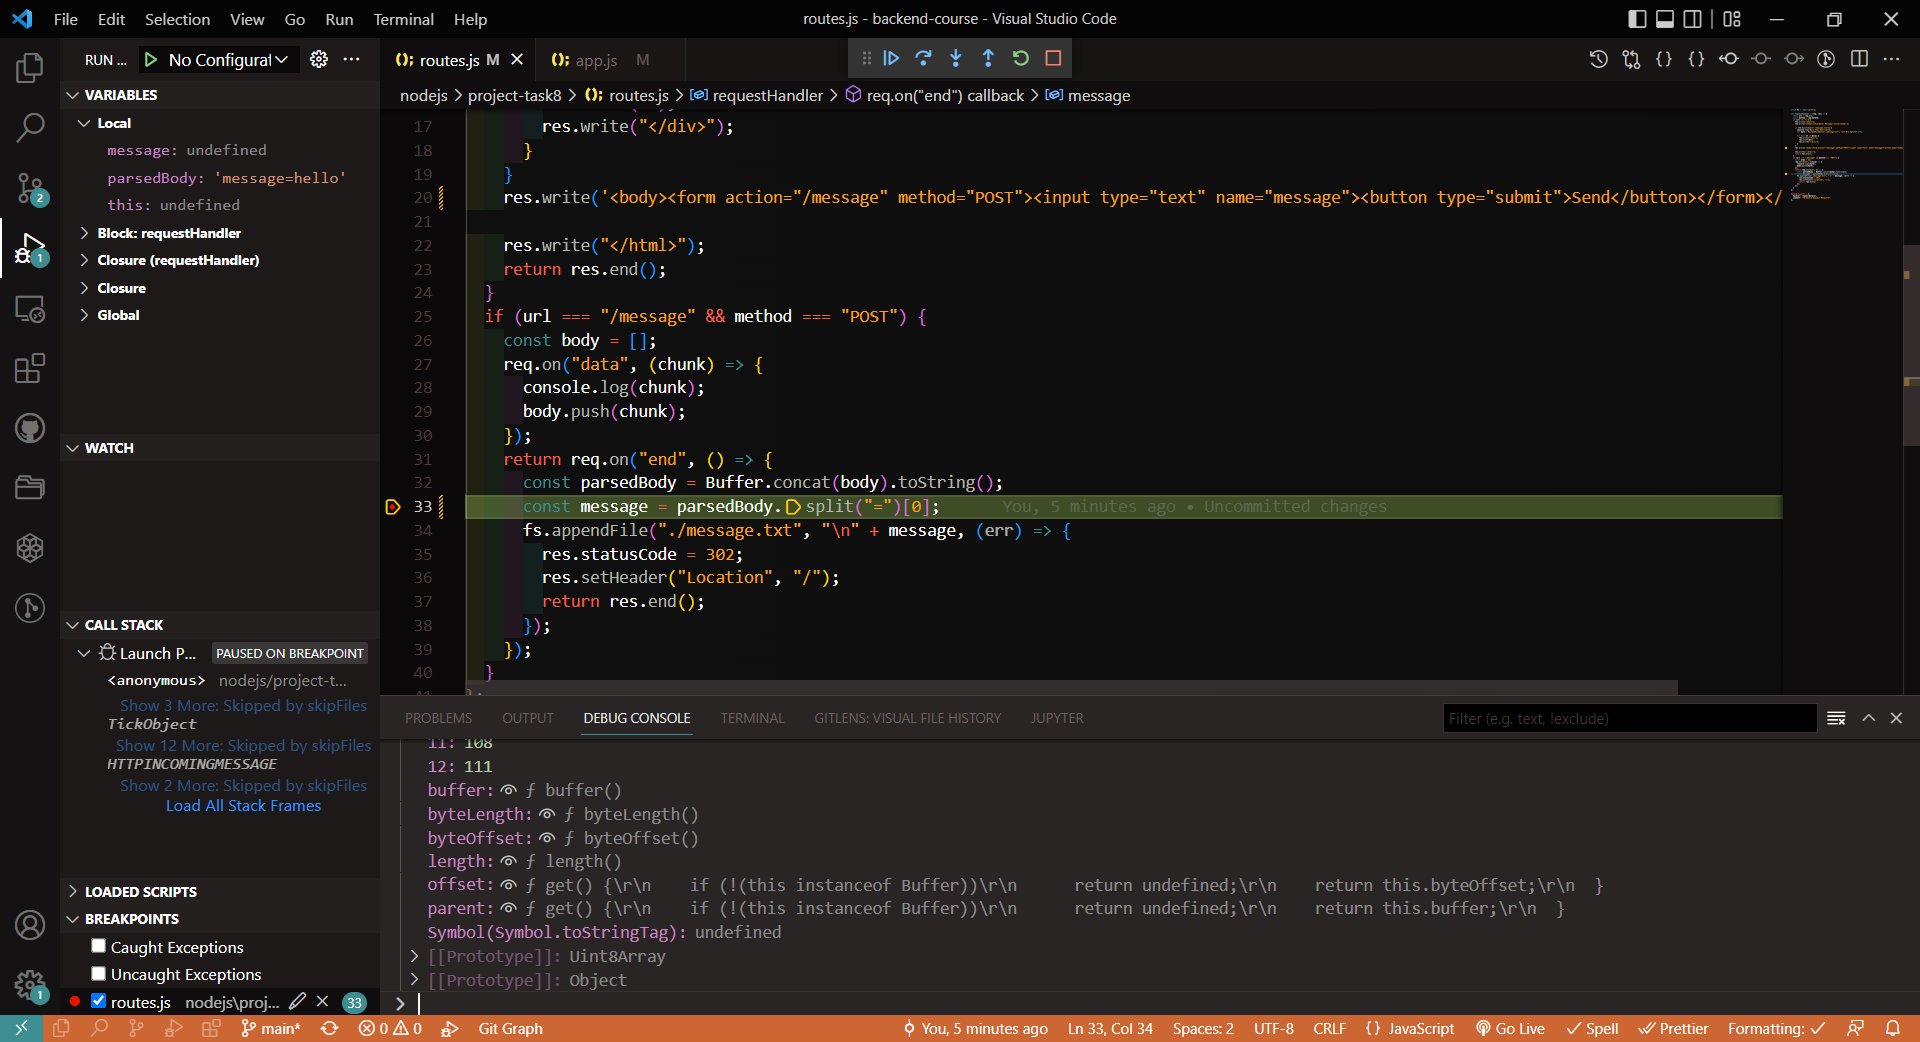 File Edit Selection View Go Run Terminal Help
routes.js - backend-course - Visual Studio Code
RUN ... No Configurat
routes.js M
app.js M
nodejs > project-task8 > routes.js > requestHandler > req.on("end") callback > message
VARIABLES
Local
message: undefined
parsedBody: 'message=hello'
this: undefined
Block: requestHandler
Closure (requestHandler)
Closure
Global
WATCH
CALL STACK
Launch P... PAUSED ON BREAKPOINT
<anonymous> nodejs/project-t...
Show 3 More: Skipped by skipFiles
TickObject
Show 12 More: Skipped by skipFiles
HTTPINCOMINGMESSAGE
Show 2 More: Skipped by skipFiles
Load All Stack Frames
LOADED SCRIPTS
BREAKPOINTS
Caught Exceptions
Uncaught Exceptions
routes.js nodejs\proj... 33
2
1
1
17 res.write("</div>");
18 }
19 }
20 res.write('<body><form action="/message" method="POST"><input type="text" name="message"><button type="submit">Send</button></form></
21
22 res.write("</html>");
23 return res.end();
24 }
25 if (url === "/message" && method === "POST") {
26 const body = [];
27 req.on("data", (chunk) => {
28 console.log(chunk);
29 body.push(chunk);
30 });
31 return req.on("end", () => {
32 const parsedBody = Buffer.concat(body).toString();
33 const message = parsedBody.split("=")[0]; You, 5 minutes ago • Uncommitted changes
34 fs.appendFile("./message.txt", "\n" + message, (err) => {
35 res.statusCode = 302;
36 res.setHeader("Location", "/");
37 return res.end();
38 });
39 });
40 }
PROBLEMS OUTPUT DEBUG CONSOLE TERMINAL GITLENS: VISUAL FILE HISTORY JUPYTER
Filter (e.g. text, !exclude)
11: 108
12: 111
buffer: ƒ buffer()
byteLength: ƒ byteLength()
byteOffset: ƒ byteOffset()
length: ƒ length()
offset: ƒ get() {\r\n    if (!(this instanceof Buffer))\r\n      return undefined;\r\n    return this.byteOffset;\r\n  }
parent: ƒ get() {\r\n    if (!(this instanceof Buffer))\r\n      return undefined;\r\n    return this.buffer;\r\n  }
Symbol(Symbol.toStringTag): undefined
[[Prototype]]: Uint8Array
[[Prototype]]: Object
main* 0 0 Git Graph You, 5 minutes ago Ln 33, Col 34 Spaces: 2 UTF-8 CRLF {} JavaScript Go Live Spell Prettier Formatting: